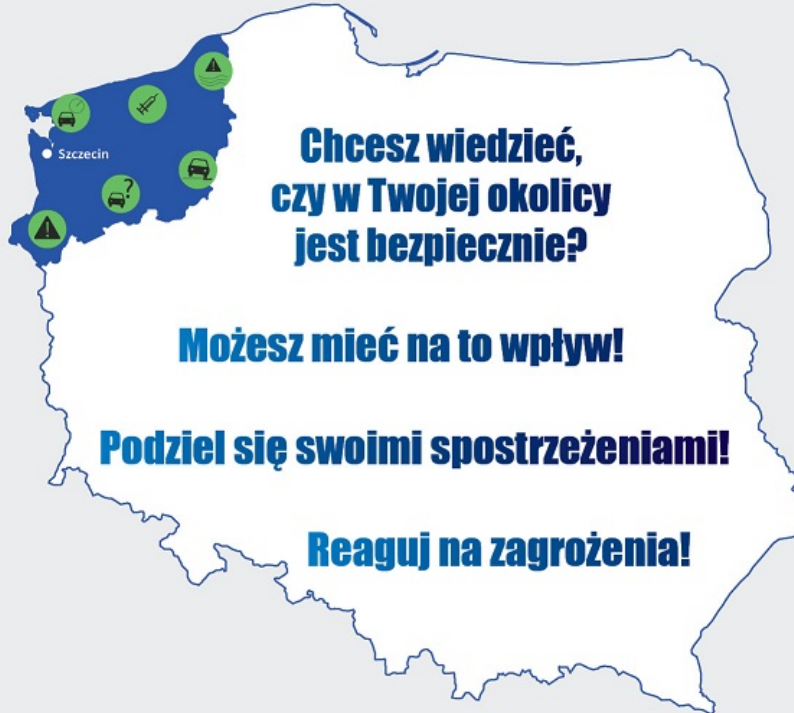 Szczecin
Chcesz wiedzieć,
czy w Twojej okolicy
jest bezpiecznie?
Możesz mieć na to wpływ!
Podziel się swoimi spostrzeżeniami!
Reaguj na zagrożenia!